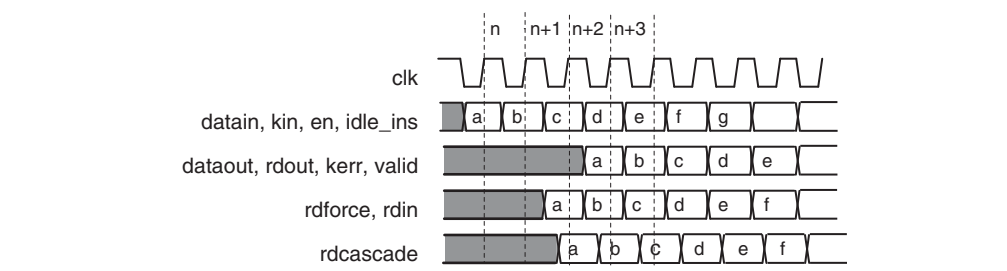 n n+1 n+2 n+3
clk
datain, kin, en, idle_ins a b c d e f g
dataout, rdout, kerr, valid a b c d e
rdforce, rdin a b c d e f
rdcascade a b c d e f